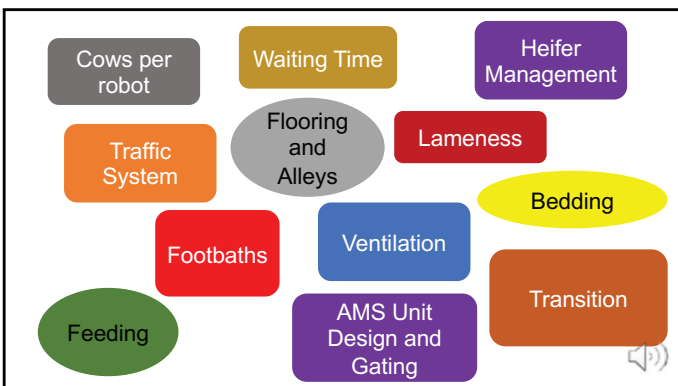 Cows per
robot
Waiting Time
Heifer
Management
Traffic
System
Flooring
and
Alleys
Lameness
Bedding
Footbaths
Ventilation
Transition
Feeding
AMS Unit
Design and
Gating